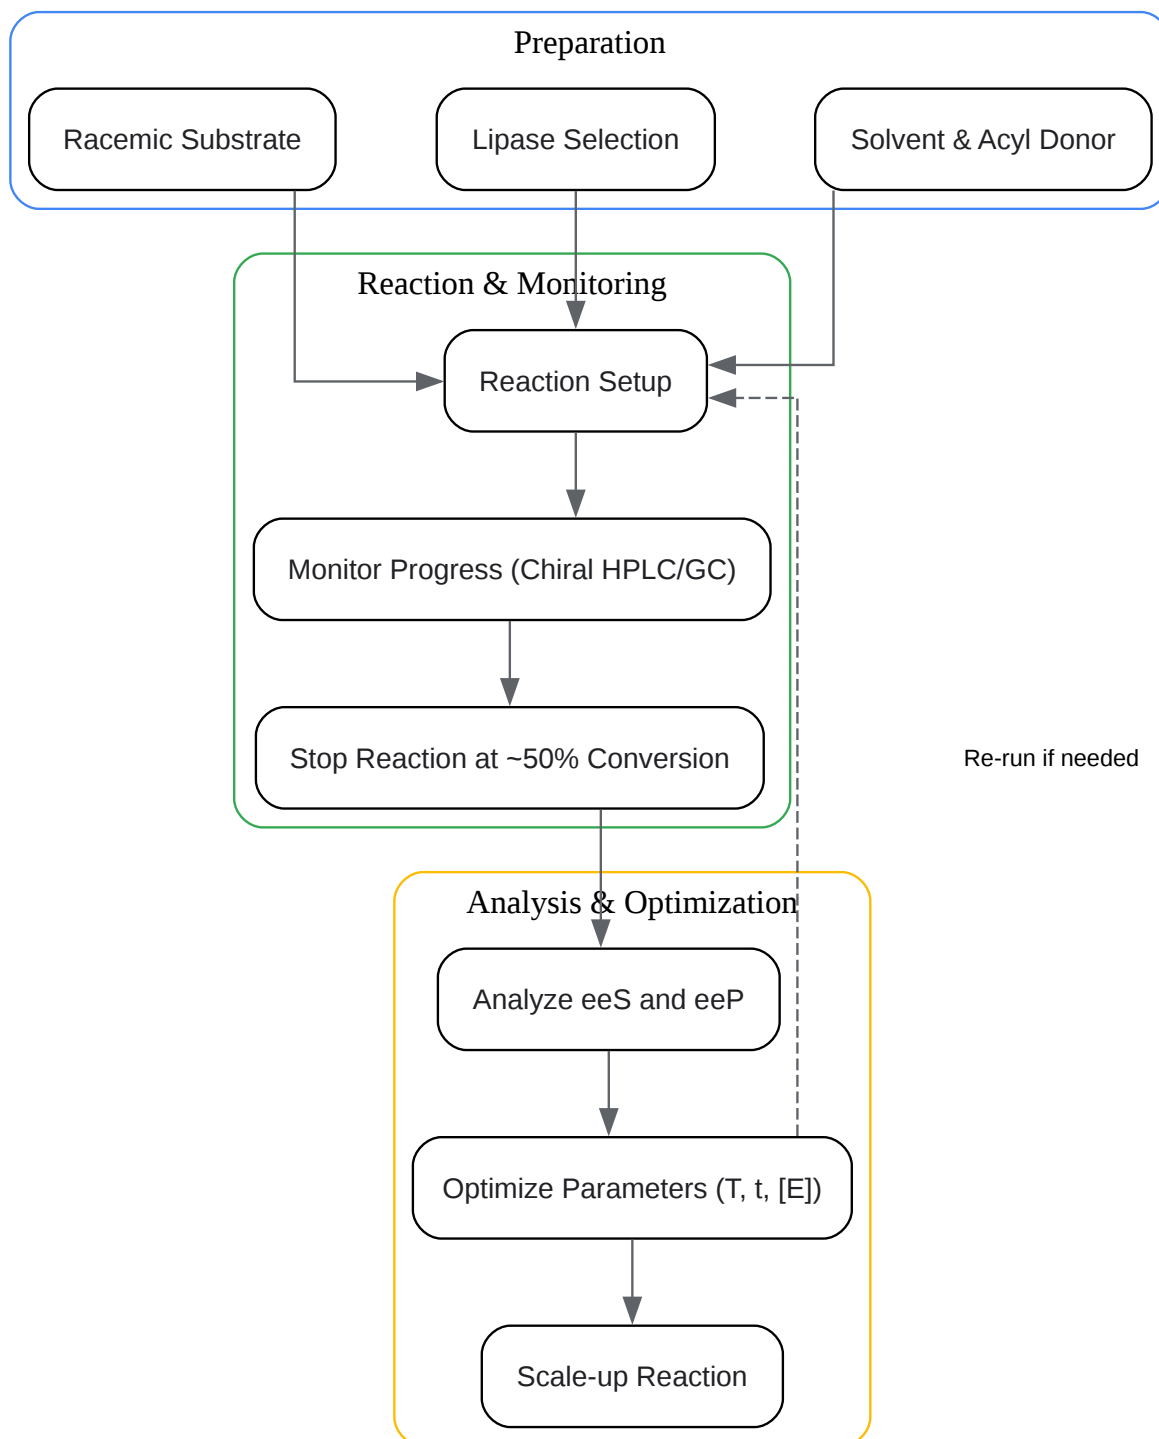 Preparation
Racemic Substrate
Lipase Selection
Solvent & Acyl Donor
Reaction & Monitoring
Reaction Setup
Monitor Progress (Chiral HPLC/GC)
Stop Reaction at ~50% Conversion
Re-run if needed
Analysis & Optimization
Analyze eeS and eeP
Optimize Parameters (T, t, [E])
Scale-up Reaction